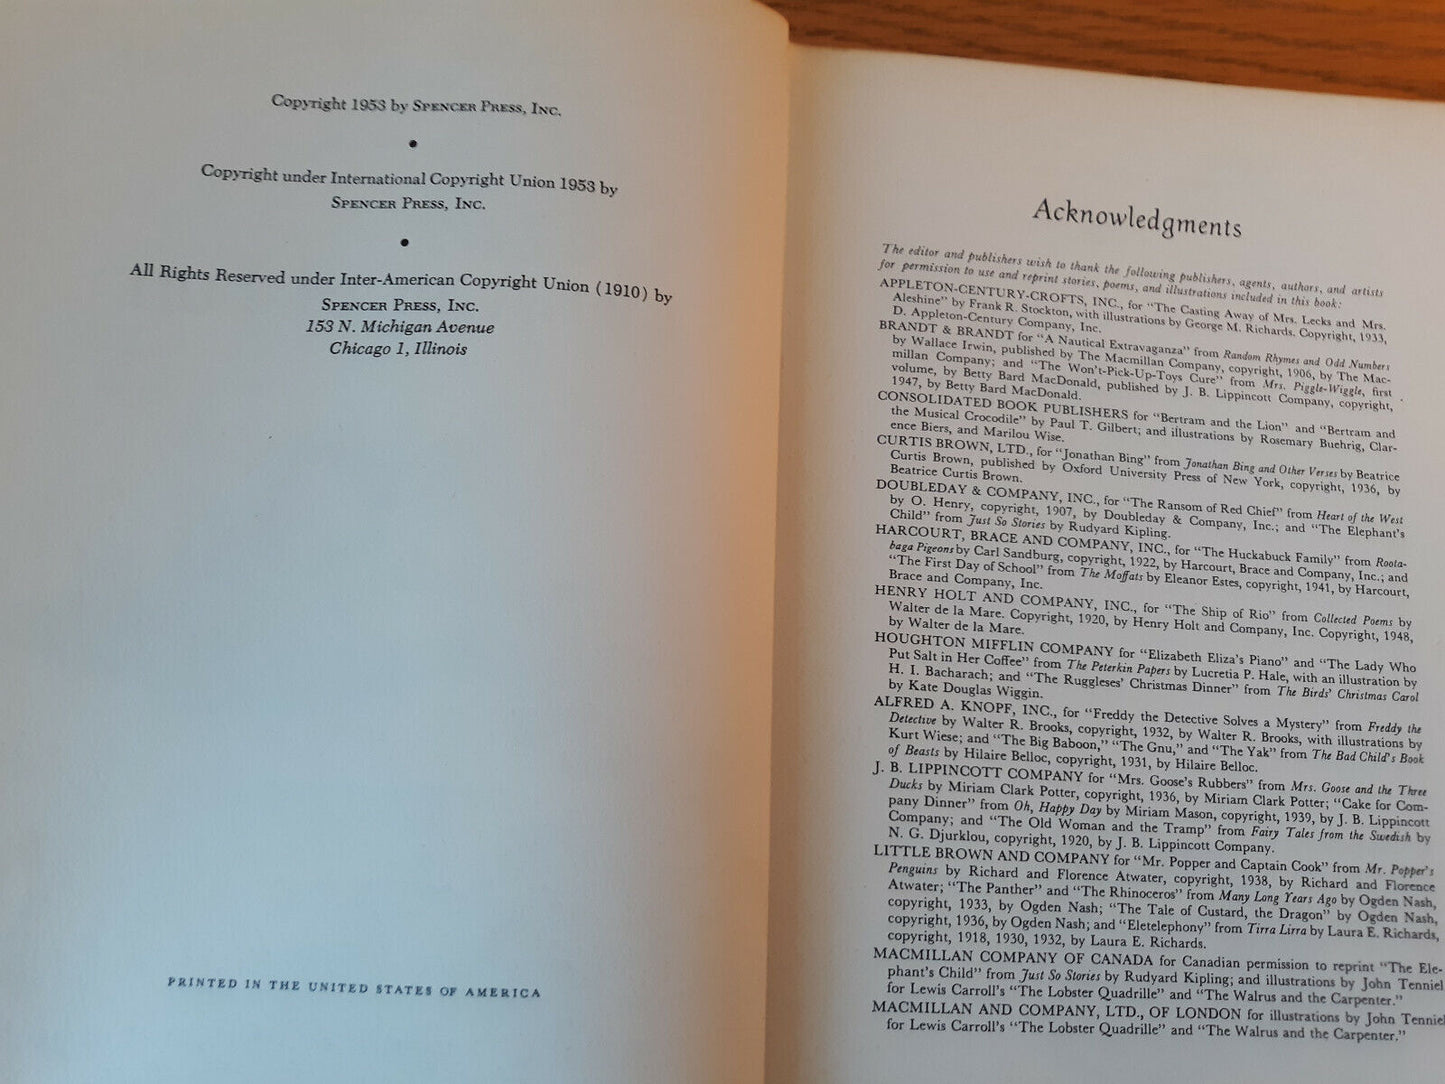 Copyright 1953 by SPENCER PRESS, INC.
•
Copyright under International Copyright Union 1953 by
SPENCER PRESS, INC.
•
All Rights Reserved under Inter-American Copyright Union (1910) by
SPENCER PRESS, INC.
153 N. Michigan Avenue
Chicago 1, Illinois
PRINTED IN THE UNITED STATES OF AMERICA
Acknowledgments
The editor and publishers wish to thank the following publishers, agents, authors, and artists
for permission to use and reprint stories, poems, and illustrations included in this book:
APPLETON-CENTURY-CROFTS, INC., for "The Casting Away of Mrs. Lecks and Mrs.
Aleshine" by Frank R. Stockton, with illustrations by George M. Richards. Copyright, 1933,
D. Appleton-Century Company, Inc.
BRANDT & BRANDT for "A Nautical Extravaganza" from Random Rhymes and Odd Numbers
by Wallace Irwin, published by The Macmillan Company, copyright, 1906, by The Mac-
millan Company; and "The Won't-Pick-Up-Toys Cure" from Mrs. Piggle-Wiggle, first
volume, by Betty Bard MacDonald, published by J. B. Lippincott Company, copyright,
1947, by Betty Bard MacDonald.
CONSOLIDATED BOOK PUBLISHERS for "Bertram and the Lion" and "Bertram and
the Musical Crocodile" by Paul T. Gilbert; and illustrations by Rosemary Buehrig, Clar-
ence Biers, and Marilou Wise.
CURTIS BROWN, LTD., for "Jonathan Bing" from Jonathan Bing and Other Verses by Beatrice
Curtis Brown, published by Oxford University Press of New York, copyright, 1936, by
Beatrice Curtis Brown.
DOUBLEDAY & COMPANY, INC., for "The Ransom of Red Chief" from Heart of the West
by O. Henry, copyright, 1907, by Doubleday & Company, Inc.; and "The Elephant's
Child" from Just So Stories by Rudyard Kipling.
HARCOURT, BRACE AND COMPANY, INC., for "The Huckabuck Family" from Roota-
baga Pigeons by Carl Sandburg, copyright, 1922, by Harcourt, Brace and Company, Inc.; and
"The First Day of School" from The Moffats by Eleanor Estes, copyright, 1941, by Harcourt,
Brace and Company, Inc.
HENRY HOLT AND COMPANY, INC., for "The Ship of Rio" from Collected Poems by
Walter de la Mare. Copyright, 1920, by Henry Holt and Company, Inc. Copyright, 1948,
by Walter de la Mare.
HOUGHTON MIFFLIN COMPANY for "Elizabeth Eliza's Piano" and "The Lady Who
Put Salt in Her Coffee" from The Peterkin Papers by Lucretia P. Hale, with an illustration by
H. I. Bacharach; and "The Ruggleses' Christmas Dinner" from The Birds' Christmas Carol
by Kate Douglas Wiggin.
ALFRED A. KNOPF, INC., for "Freddy the Detective Solves a Mystery" from Freddy the
Detective by Walter R. Brooks, copyright, 1932, by Walter R. Brooks, with illustrations by
Kurt Wiese; and "The Big Baboon," "The Gnu," and "The Yak" from The Bad Child's Book
of Beasts by Hilaire Belloc, copyright, 1931, by Hilaire Belloc.
J. B. LIPPINCOTT COMPANY for "Mrs. Goose's Rubbers" from Mrs. Goose and the Three
Ducks by Miriam Clark Potter, copyright, 1936, by Miriam Clark Potter; "Cake for Com-
pany Dinner" from Oh, Happy Day by Miriam Mason, copyright, 1939, by J. B. Lippincott
Company; and "The Old Woman and the Tramp" from Fairy Tales from the Swedish by
N. G. Djurklou, copyright, 1920, by J. B. Lippincott Company.
LITTLE BROWN AND COMPANY for "Mr. Popper and Captain Cook" from Mr. Popper's
Penguins by Richard and Florence Atwater, copyright, 1938, by Richard and Florence
Atwater; "The Panther" and "The Rhinoceros" from Many Long Years Ago by Ogden Nash,
copyright, 1933, by Ogden Nash; "The Tale of Custard, the Dragon" by Ogden Nash,
copyright, 1936, by Ogden Nash; and "Eletelephony" from Tirra Lirra by Laura E. Richards,
copyright, 1918, 1930, 1932, by Laura E. Richards.
MACMILLAN COMPANY OF CANADA for Canadian permission to reprint "The Ele-
phant's Child" from Just So Stories by Rudyard Kipling; and illustrations by John Tenniel
for Lewis Carroll's "The Lobster Quadrille" and "The Walrus and the Carpenter."
MACMILLAN AND COMPANY, LTD., OF LONDON for illustrations by John Tenniel
for Lewis Carroll's "The Lobster Quadrille" and "The Walrus and the Carpenter."